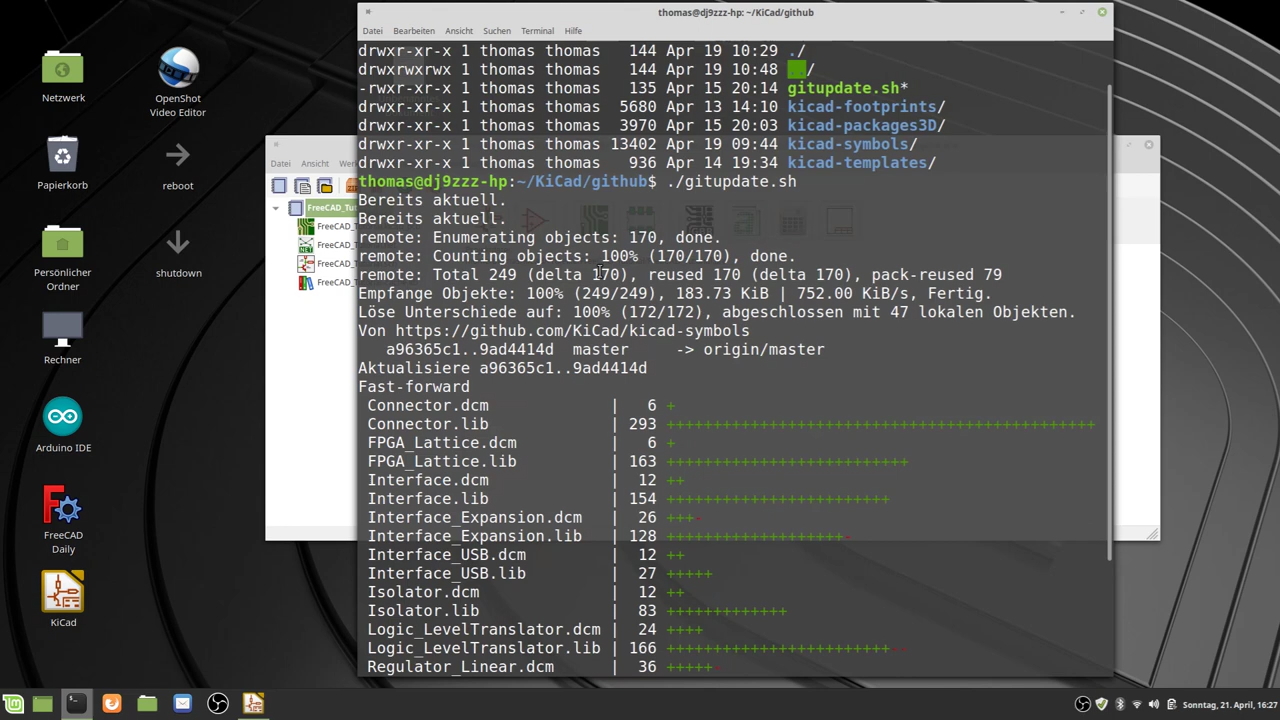 thomas@dj9zzz-hp: ~/KiCad/github
Datei Bearbeiten Ansicht Suchen Terminal Hilfe
drwxr-xr-x 1 thomas thomas   144 Apr 19 10:29 ./
drwxrwxrwx 1 thomas thomas   144 Apr 19 10:48 ../
-rwxr-xr-x 1 thomas thomas   135 Apr 15 20:14 gitupdate.sh*
drwxr-xr-x 1 thomas thomas  5680 Apr 13 14:10 kicad-footprints/
drwxr-xr-x 1 thomas thomas  3970 Apr 15 20:03 kicad-packages3D/
drwxr-xr-x 1 thomas thomas 13402 Apr 19 09:44 kicad-symbols/
drwxr-xr-x 1 thomas thomas   936 Apr 14 19:34 kicad-templates/
thomas@dj9zzz-hp:~/KiCad/github$ ./gitupdate.sh
Bereits aktuell.
Bereits aktuell.
remote: Enumerating objects: 170, done.
remote: Counting objects: 100% (170/170), done.
remote: Total 249 (delta 170), reused 170 (delta 170), pack-reused 79
Empfange Objekte: 100% (249/249), 183.73 KiB | 752.00 KiB/s, Fertig.
Löse Unterschiede auf: 100% (172/172), abgeschlossen mit 47 lokalen Objekten.
Von https://github.com/KiCad/kicad-symbols
   a96365c1..9ad4414d  master     -> origin/master
Aktualisiere a96365c1..9ad4414d
Fast-forward
 Connector.dcm             |   6 +
 Connector.lib             | 293 ++++++++++++++++++++++++++++++++++++++++++++++
 FPGA_Lattice.dcm          |   6 +
 FPGA_Lattice.lib          | 163 ++++++++++++++++++++++++++
 Interface.dcm             |  12 ++
 Interface.lib             | 154 ++++++++++++++++++++++++
 Interface_Expansion.dcm   |  26 +++-
 Interface_Expansion.lib   | 128 +++++++++++++++++++-
 Interface_USB.dcm         |  12 ++
 Interface_USB.lib         |  27 +++++
 Isolator.dcm              |  12 ++
 Isolator.lib              |  83 +++++++++++++
 Logic_LevelTranslator.dcm |  24 ++++
 Logic_LevelTranslator.lib | 166 ++++++++++++++++++++++++--
 Regulator_Linear.dcm      |  36 +++++-
Netzwerk
OpenShot
Video Editor
Papierkorb
reboot
Persönlicher
Ordner
shutdown
Rechner
Arduino IDE
FreeCAD
Daily
KiCad
Datei Ansicht
FreeCAD_Tu
Sonntag, 21. April, 16:27